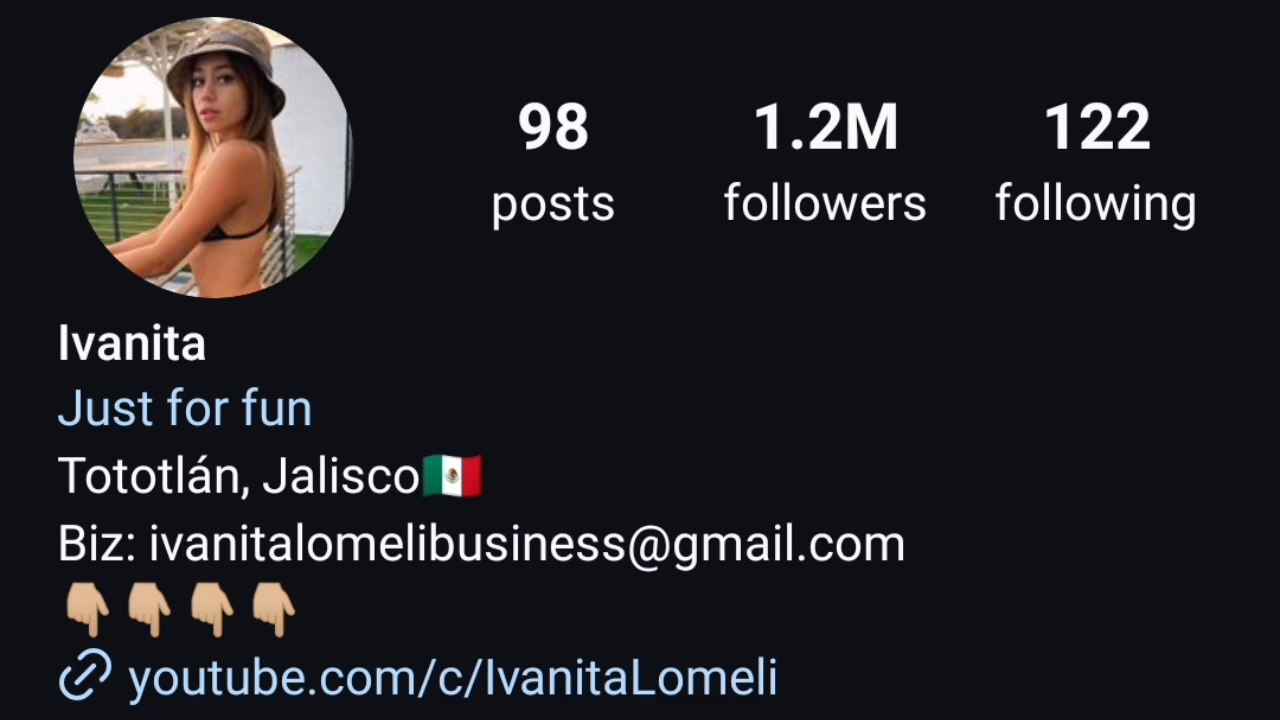 98 1.2M 122
posts followers following
Ivanita
Just for fun
Tototlán, Jalisco🇲🇽
Biz: ivanitalomelibusiness@gmail.com
👇🏼👇🏼👇🏼👇🏼
youtube.com/c/IvanitaLomeli